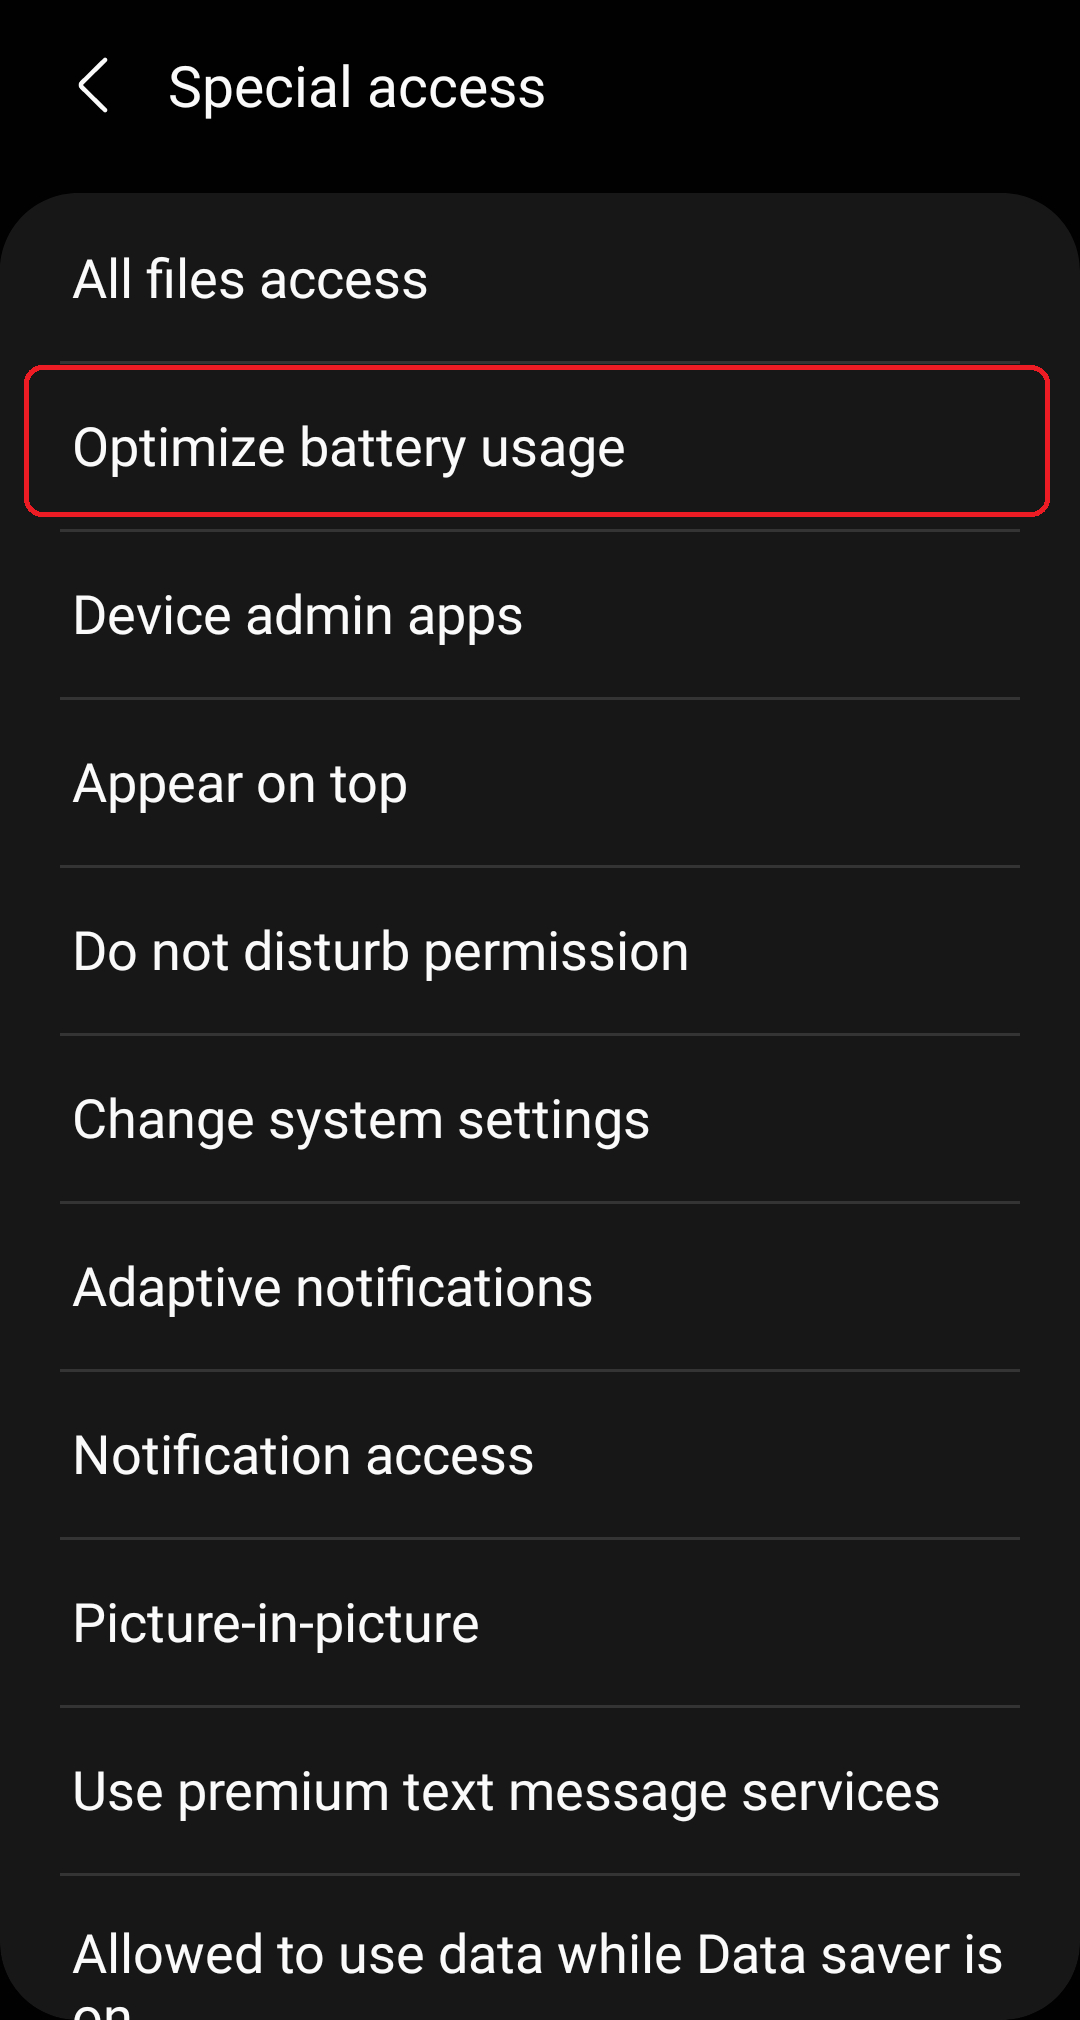 Special access
All files access
Optimize battery usage
Device admin apps
Appear on top
Do not disturb permission
Change system settings
Adaptive notifications
Notification access
Picture-in-picture
Use premium text message services
Allowed to use data while Data saver is
on